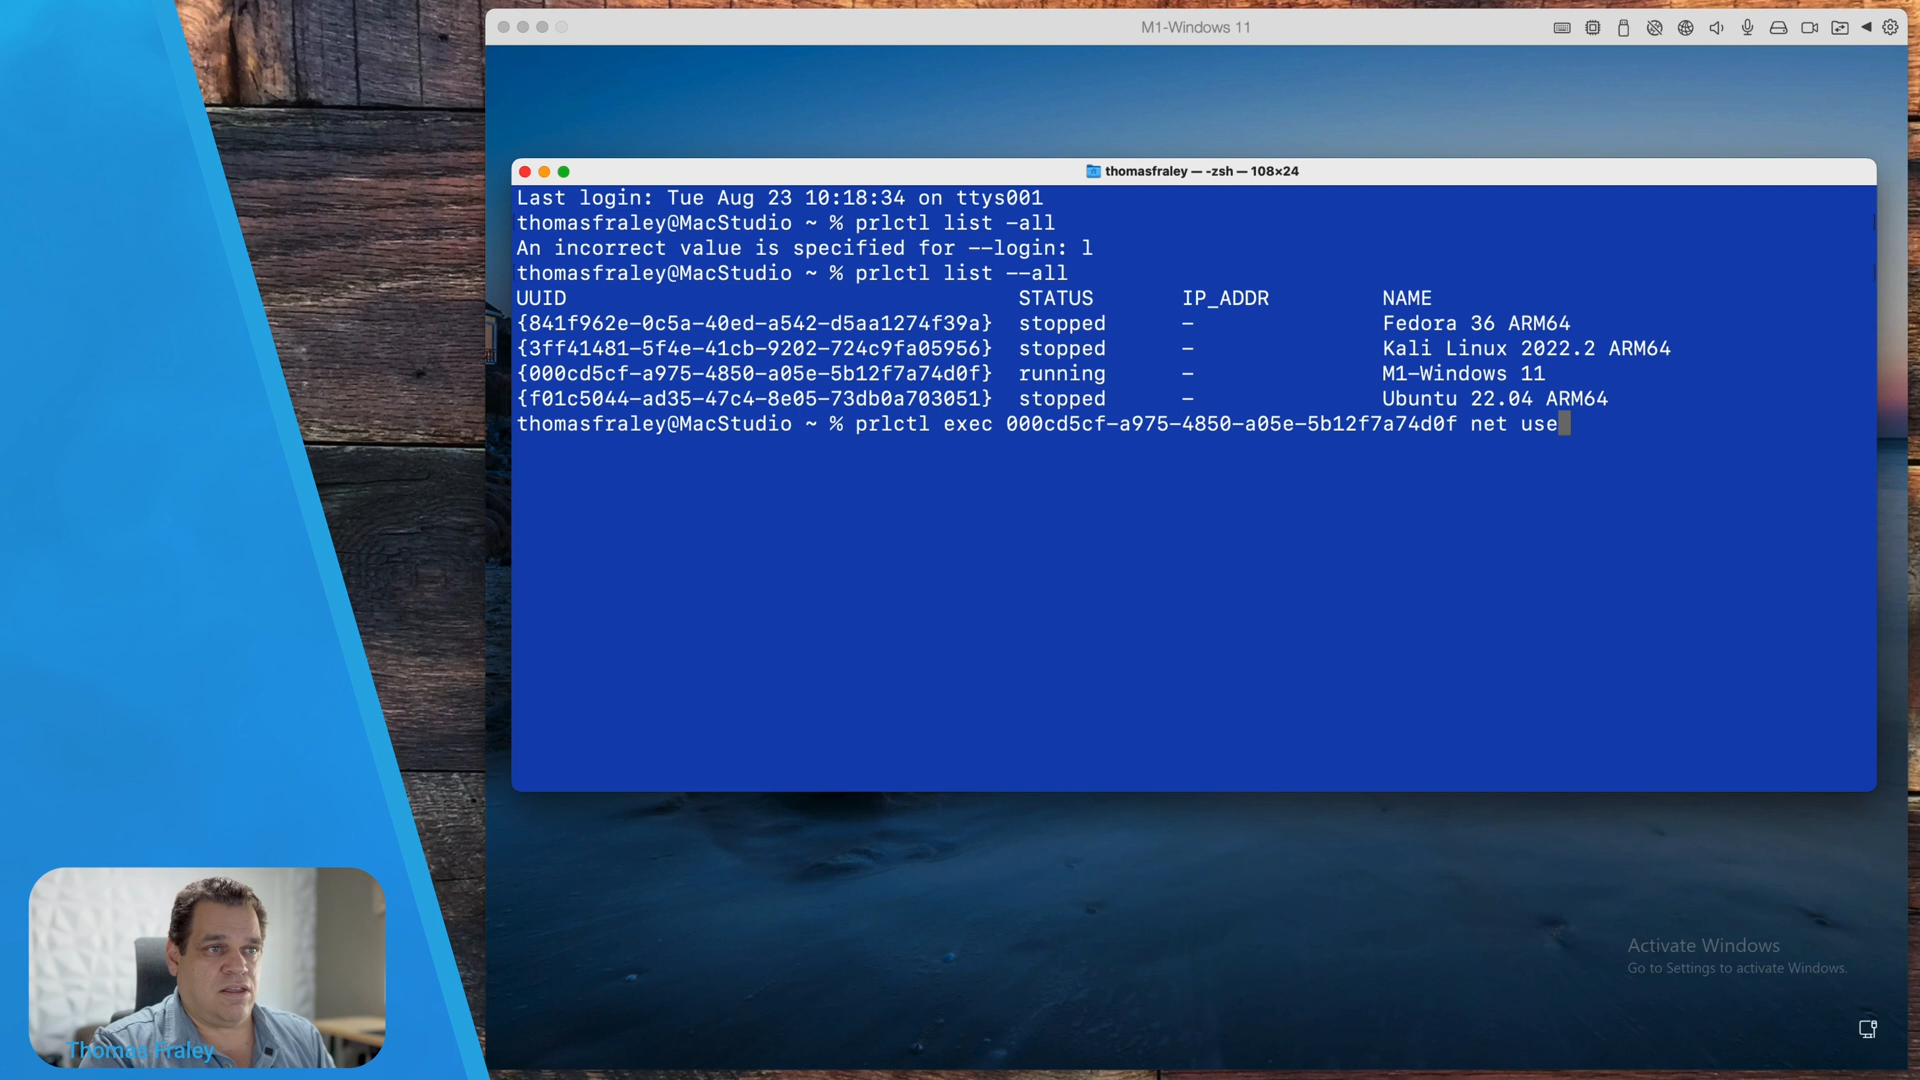 M1-Windows 11
thomasfraley — -zsh — 108×24
Last login: Tue Aug 23 10:18:34 on ttys001
thomasfraley@MacStudio ~ % prlctl list -all
An incorrect value is specified for --login: l
thomasfraley@MacStudio ~ % prlctl list --all
UUID STATUS IP_ADDR NAME
{841f962e-0c5a-40ed-a542-d5aa1274f39a} stopped - Fedora 36 ARM64
{3ff41481-5f4e-41cb-9202-724c9fa05956} stopped - Kali Linux 2022.2 ARM64
{000cd5cf-a975-4850-a05e-5b12f7a74d0f} running - M1-Windows 11
{f01c5044-ad35-47c4-8e05-73db0a703051} stopped - Ubuntu 22.04 ARM64
thomasfraley@MacStudio ~ % prlctl exec 000cd5cf-a975-4850-a05e-5b12f7a74d0f net use
Activate Windows
Go to Settings to activate Windows.
Thomas Fraley